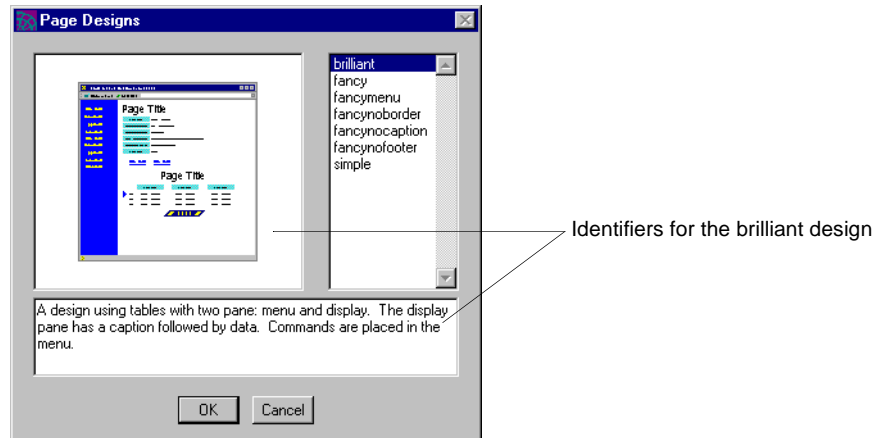 Page Designs
Page Title
Page Title
brilliant
fancy
fancymenu
fancynoborder
fancynocaption
fancynofooter
simple
Identifiers for the brilliant design
A design using tables with two pane: menu and display.  The display
pane has a caption followed by data.  Commands are placed in the
menu.
OK
Cancel